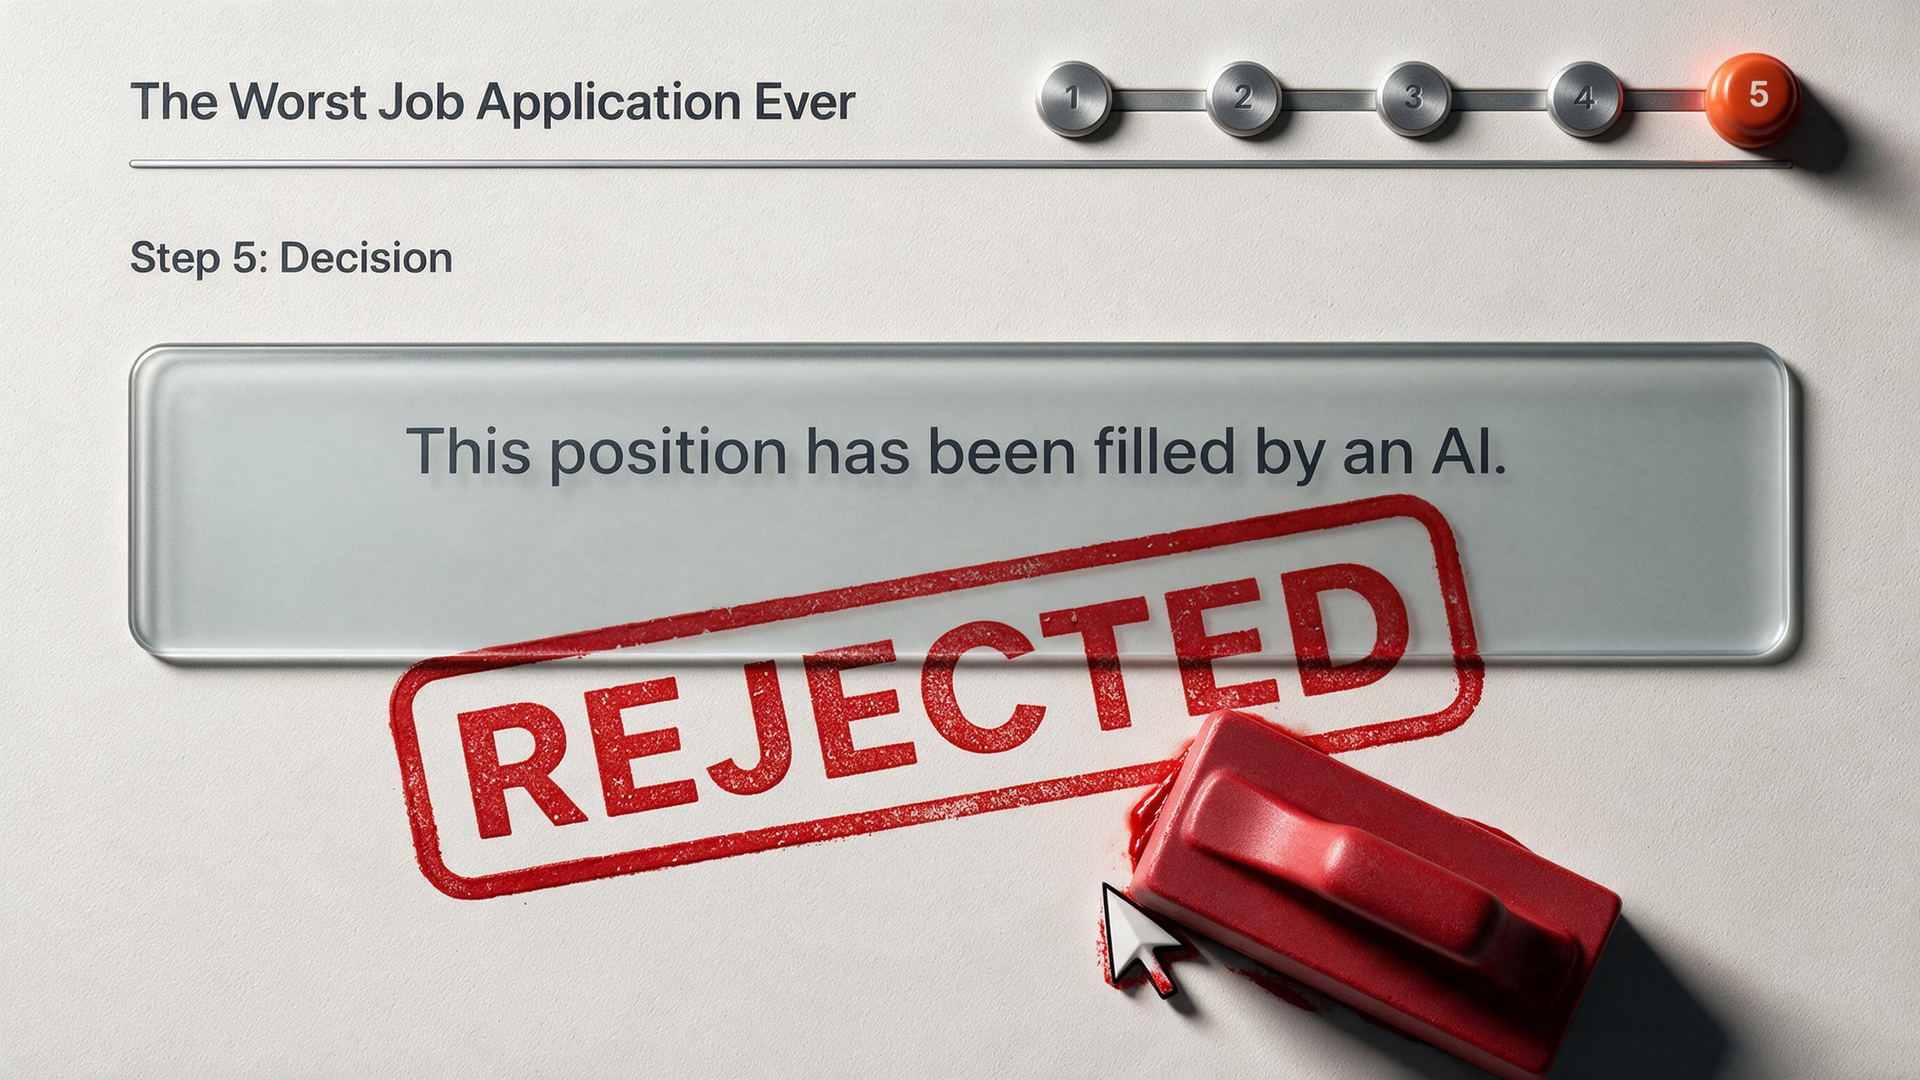 The Worst Job Application Ever
1 2 3 4 5
Step 5: Decision
This position has been filled by an AI.
REJECTED